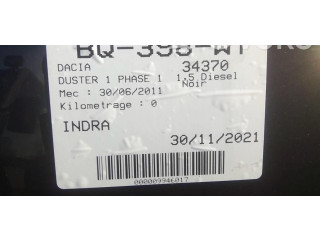 BQ-398-WT
DACIA 34370
DUSTER 1 PHASE 1 1.5 Diesel
Noir
Mec : 30/06/2011
Kilometrage : 0
INDRA
30/11/2021